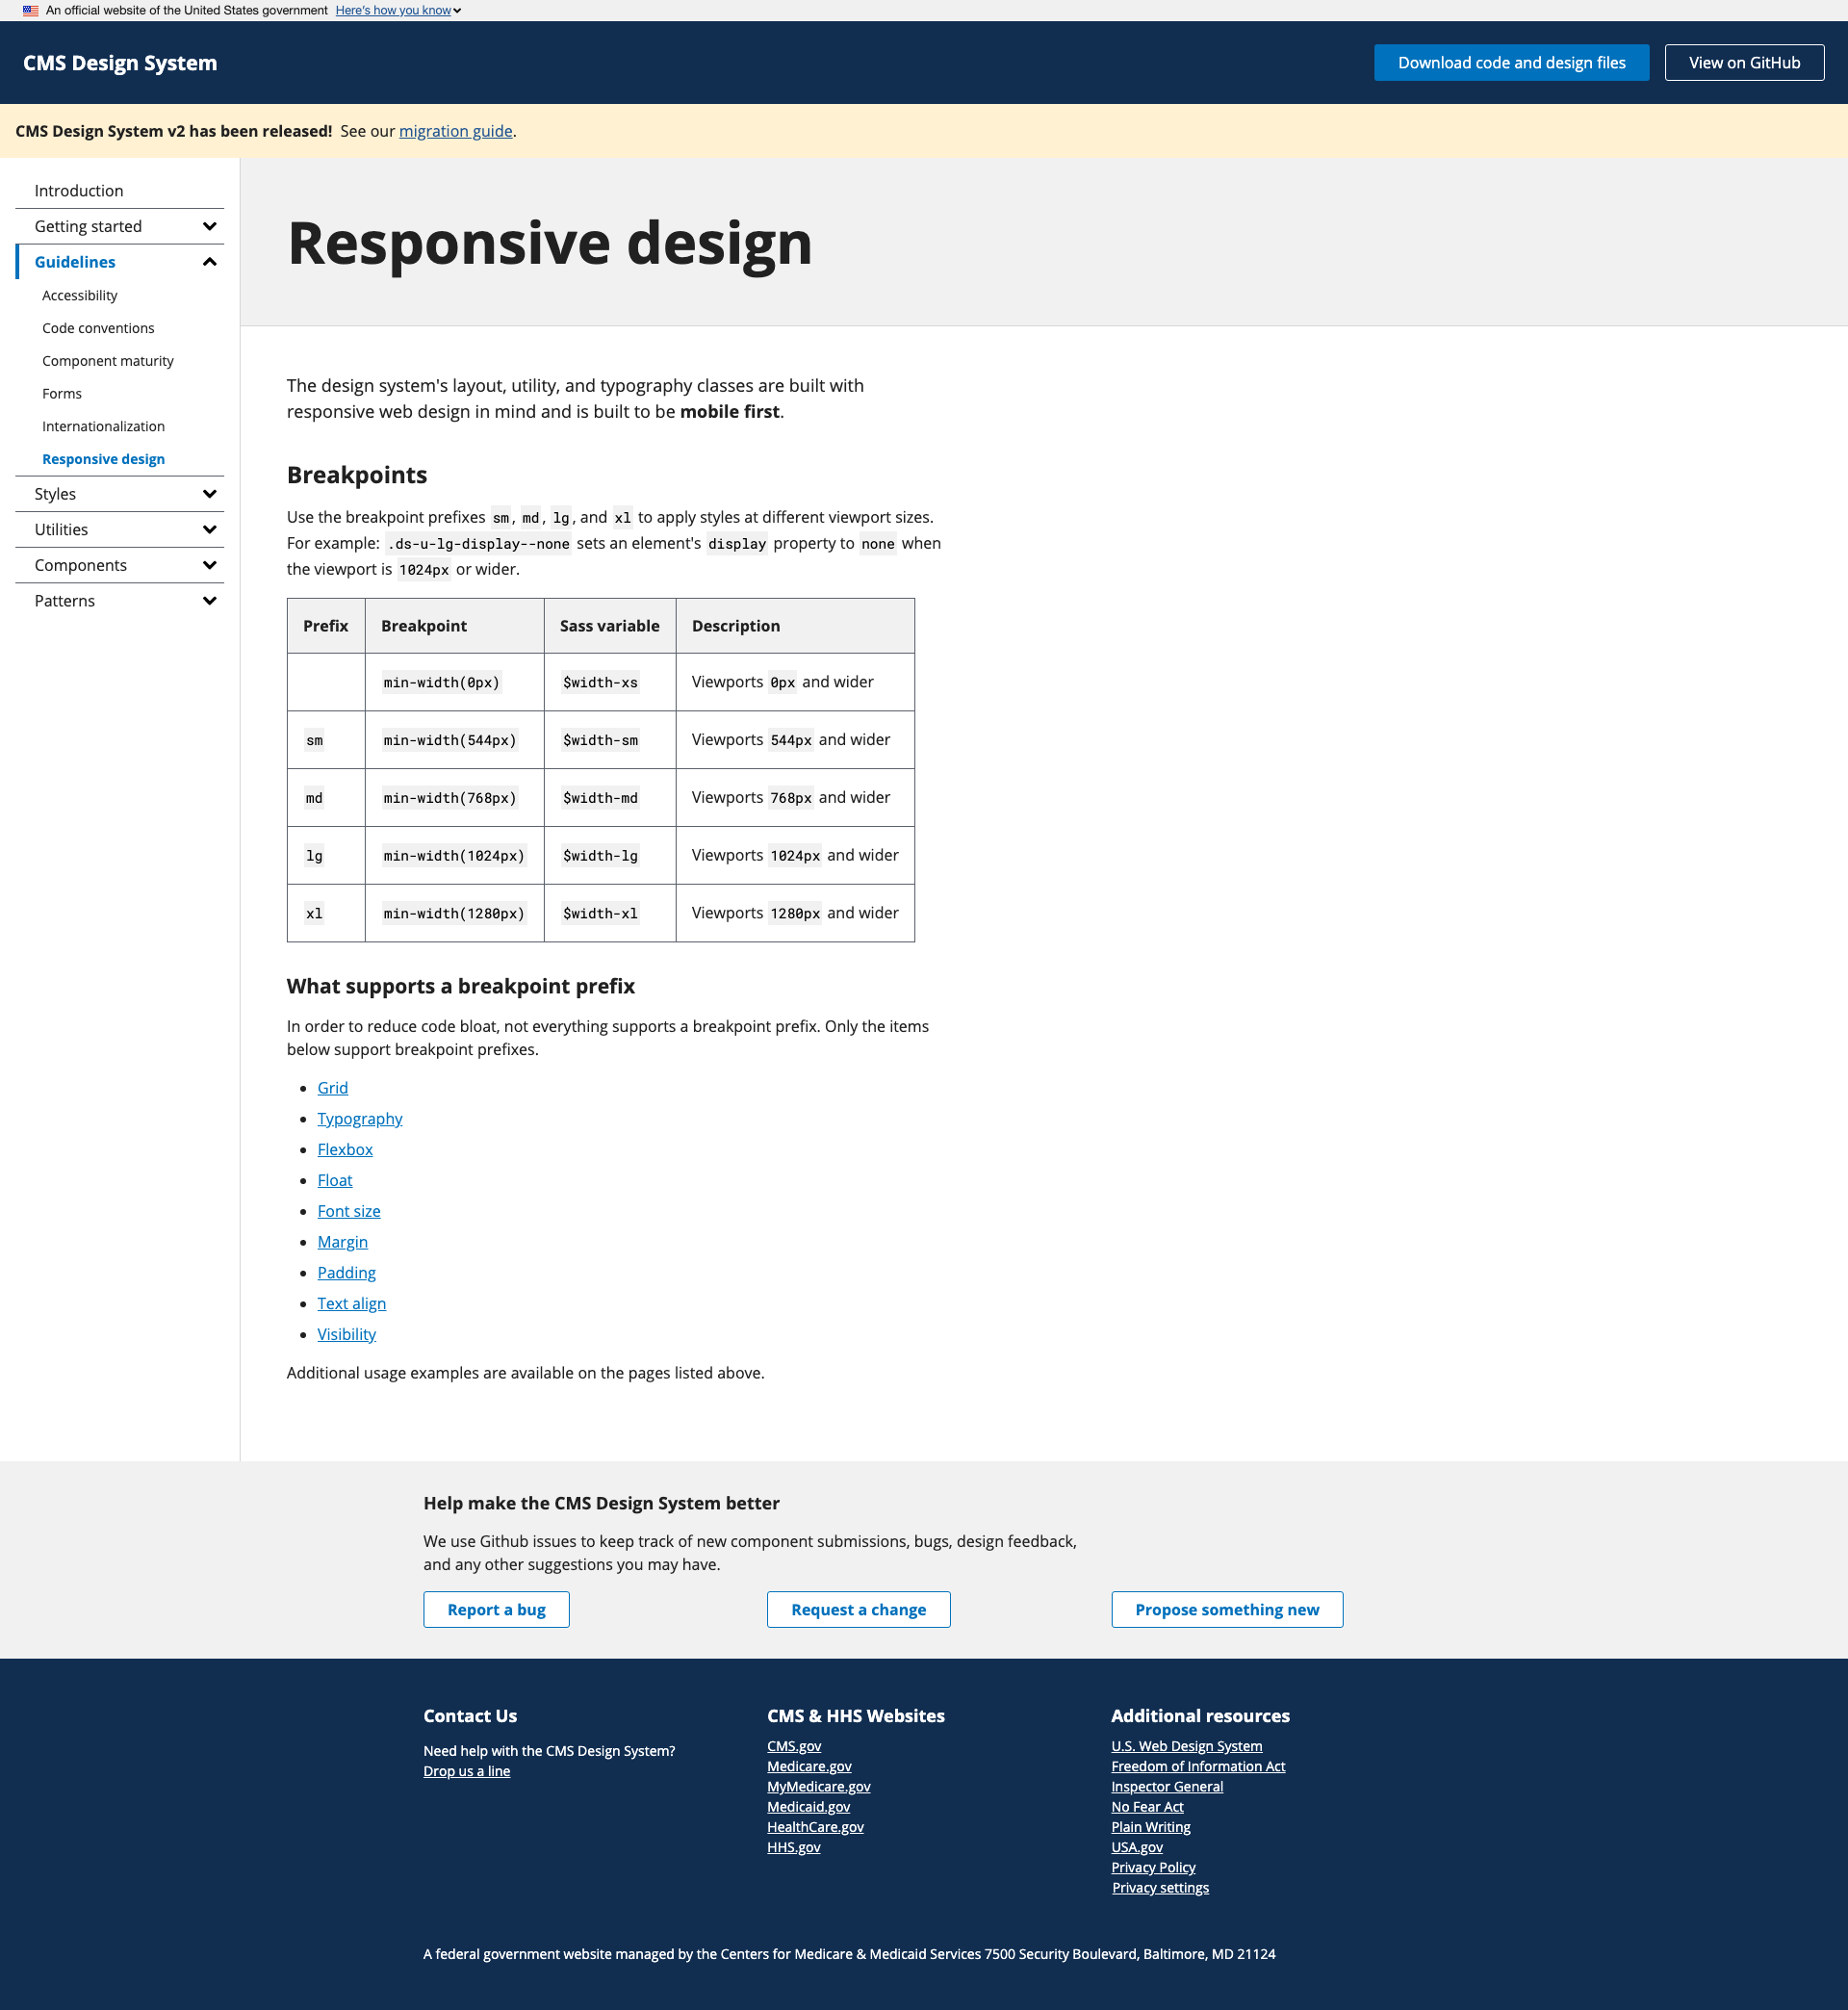 An official website of the United States government Here's how you know
CMS Design System
Download code and design files
View on GitHub
CMS Design System v2 has been released! See our migration guide.
Introduction
Getting started
Guidelines
Accessibility
Code conventions
Component maturity
Forms
Internationalization
Responsive design
Styles
Utilities
Components
Patterns
Responsive design
The design system's layout, utility, and typography classes are built with
responsive web design in mind and is built to be mobile first.
Breakpoints
Use the breakpoint prefixes sm, md, lg, and xl to apply styles at different viewport sizes.
For example: .ds-u-lg-display--none sets an element's display property to none when
the viewport is 1024px or wider.
Prefix Breakpoint Sass variable Description
min-width(0px) $width-xs Viewports 0px and wider
sm min-width(544px) $width-sm Viewports 544px and wider
md min-width(768px) $width-md Viewports 768px and wider
lg min-width(1024px) $width-lg Viewports 1024px and wider
xl min-width(1280px) $width-xl Viewports 1280px and wider
What supports a breakpoint prefix
In order to reduce code bloat, not everything supports a breakpoint prefix. Only the items
below support breakpoint prefixes.
Grid
Typography
Flexbox
Float
Font size
Margin
Padding
Text align
Visibility
Additional usage examples are available on the pages listed above.
Help make the CMS Design System better
We use Github issues to keep track of new component submissions, bugs, design feedback,
and any other suggestions you may have.
Report a bug
Request a change
Propose something new
Contact Us
Need help with the CMS Design System?
Drop us a line
CMS & HHS Websites
CMS.gov
Medicare.gov
MyMedicare.gov
Medicaid.gov
HealthCare.gov
HHS.gov
Additional resources
U.S. Web Design System
Freedom of Information Act
Inspector General
No Fear Act
Plain Writing
USA.gov
Privacy Policy
Privacy settings
A federal government website managed by the Centers for Medicare & Medicaid Services 7500 Security Boulevard, Baltimore, MD 21124